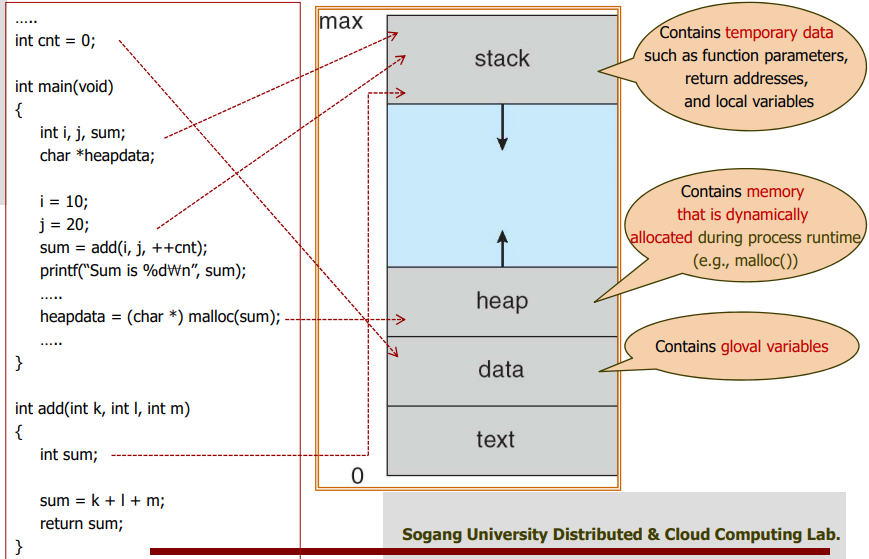 .....
int cnt = 0;
int main(void)
{
int i, j, sum;
char *heapdata;
i = 10;
j = 20;
sum = add(i, j, ++cnt);
printf(“Sum is %d₩n”, sum);
.....
heapdata = (char *) malloc(sum);
.....
}
int add(int k, int l, int m)
{
int sum;
sum = k + l + m;
return sum;
}
max
stack
heap
data
text
0
Contains temporary data
such as function parameters,
return addresses,
and local variables
Contains memory
that is dynamically
allocated during process runtime
(e.g., malloc())
Contains gloval variables
Sogang University Distributed & Cloud Computing Lab.